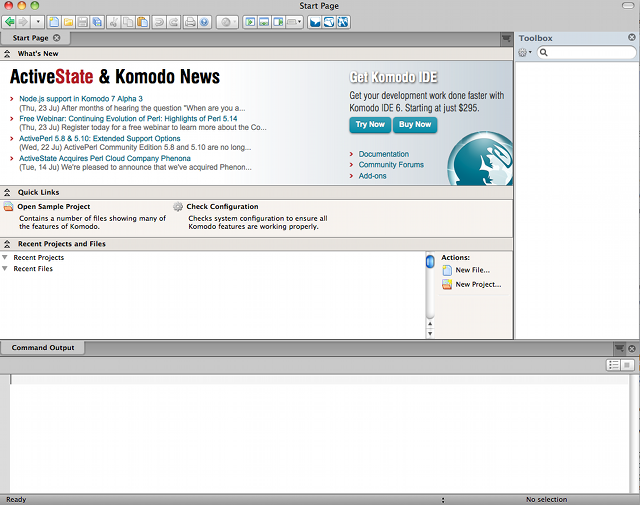 Start Page
Start Page
Toolbox
What's New
ActiveState & Komodo News
Node.js support in Komodo 7 Alpha 3
(Thu, 23 Ju) After months of hearing the question "When are you a...
Free Webinar: Continuing Evolution of Perl: Highlights of Perl 5.14
(Thu, 23 Ju) Register today for a free webinar to learn more about the Co...
ActivePerl 5.8 & 5.10: Extended Support Options
(Wed, 22 Ju) ActivePerl Community Edition 5.8 and 5.10 are no long...
ActiveState Acquires Perl Cloud Company Phenona
(Tue, 14 Ju) We're pleased to announce that we've acquired Phenon...
Get Komodo IDE
Get your development work done faster with
Komodo IDE 6. Starting at just $295.
Try Now Buy Now
Documentation
Community Forums
Add-ons
Quick Links
Open Sample Project
Contains a number of files showing many of
the features of Komodo.
Check Configuration
Checks system configuration to ensure all
Komodo features are working properly.
Recent Projects and Files
Recent Projects
Recent Files
Actions:
New File...
New Project...
Command Output
Ready
:
No selection